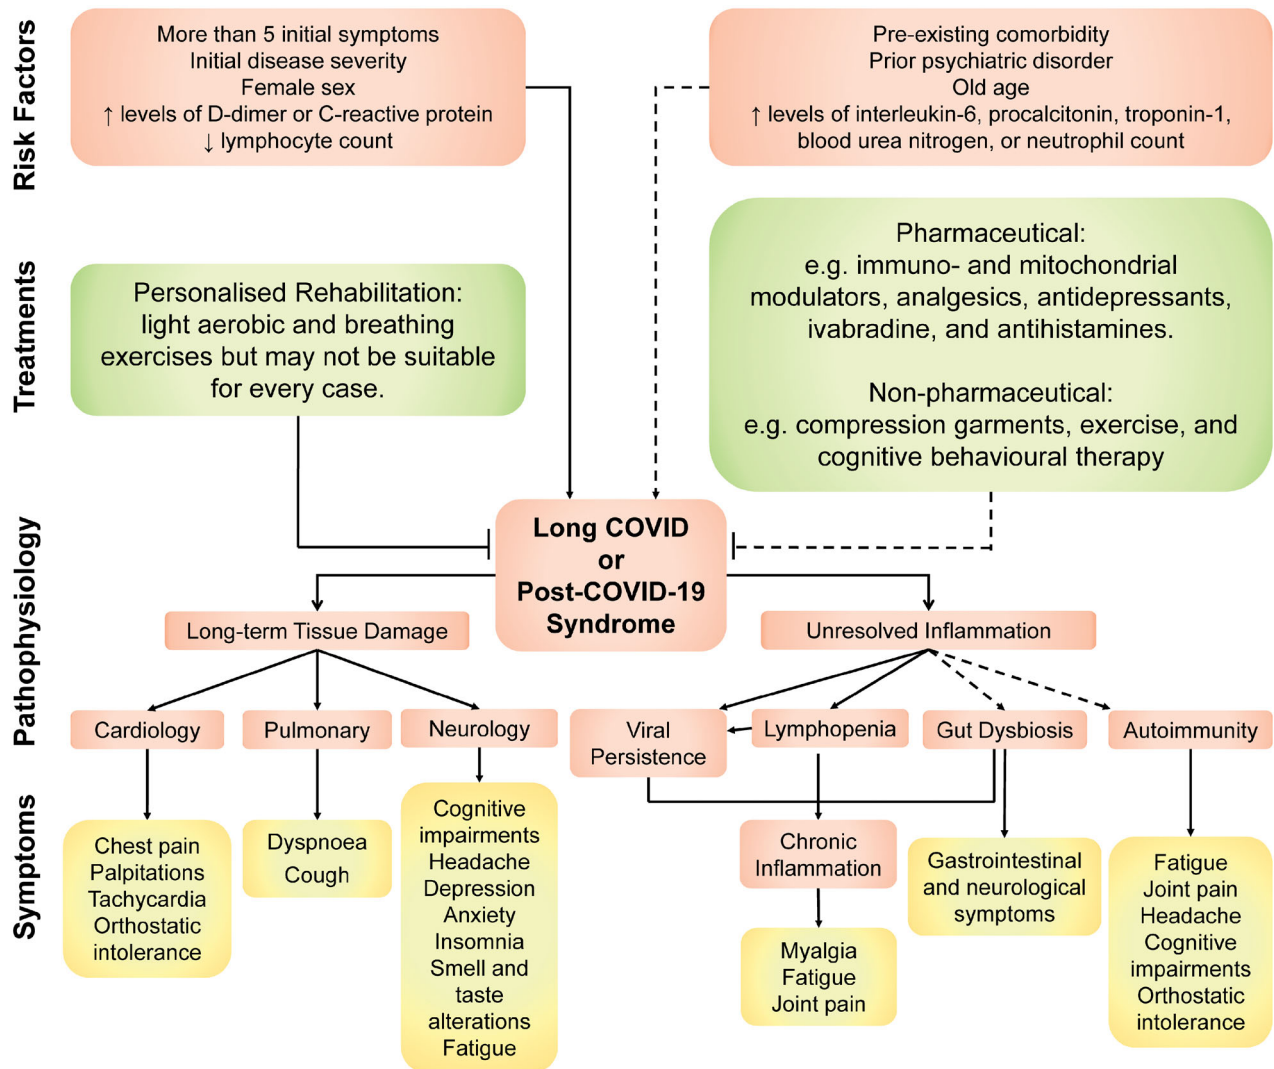 Risk Factors
More than 5 initial symptoms
Initial disease severity
Female sex
↑ levels of D-dimer or C-reactive protein
↓ lymphocyte count
Pre-existing comorbidity
Prior psychiatric disorder
Old age
↑ levels of interleukin-6, procalcitonin, troponin-1,
blood urea nitrogen, or neutrophil count
Treatments
Personalised Rehabilitation:
light aerobic and breathing
exercises but may not be suitable
for every case.
Pharmaceutical:
e.g. immuno- and mitochondrial
modulators, analgesics, antidepressants,
ivabradine, and antihistamines.
Non-pharmaceutical:
e.g. compression garments, exercise, and
cognitive behavioural therapy
Pathophysiology
Long COVID
or
Post-COVID-19
Syndrome
Long-term Tissue Damage
Unresolved Inflammation
Cardiology
Pulmonary
Neurology
Viral
Persistence
Lymphopenia
Gut Dysbiosis
Autoimmunity
Symptoms
Chest pain
Palpitations
Tachycardia
Orthostatic
intolerance
Dyspnoea
Cough
Cognitive
impairments
Headache
Depression
Anxiety
Insomnia
Smell and
taste
alterations
Fatigue
Chronic
Inflammation
Myalgia
Fatigue
Joint pain
Gastrointestinal
and neurological
symptoms
Fatigue
Joint pain
Headache
Cognitive
impairments
Orthostatic
intolerance